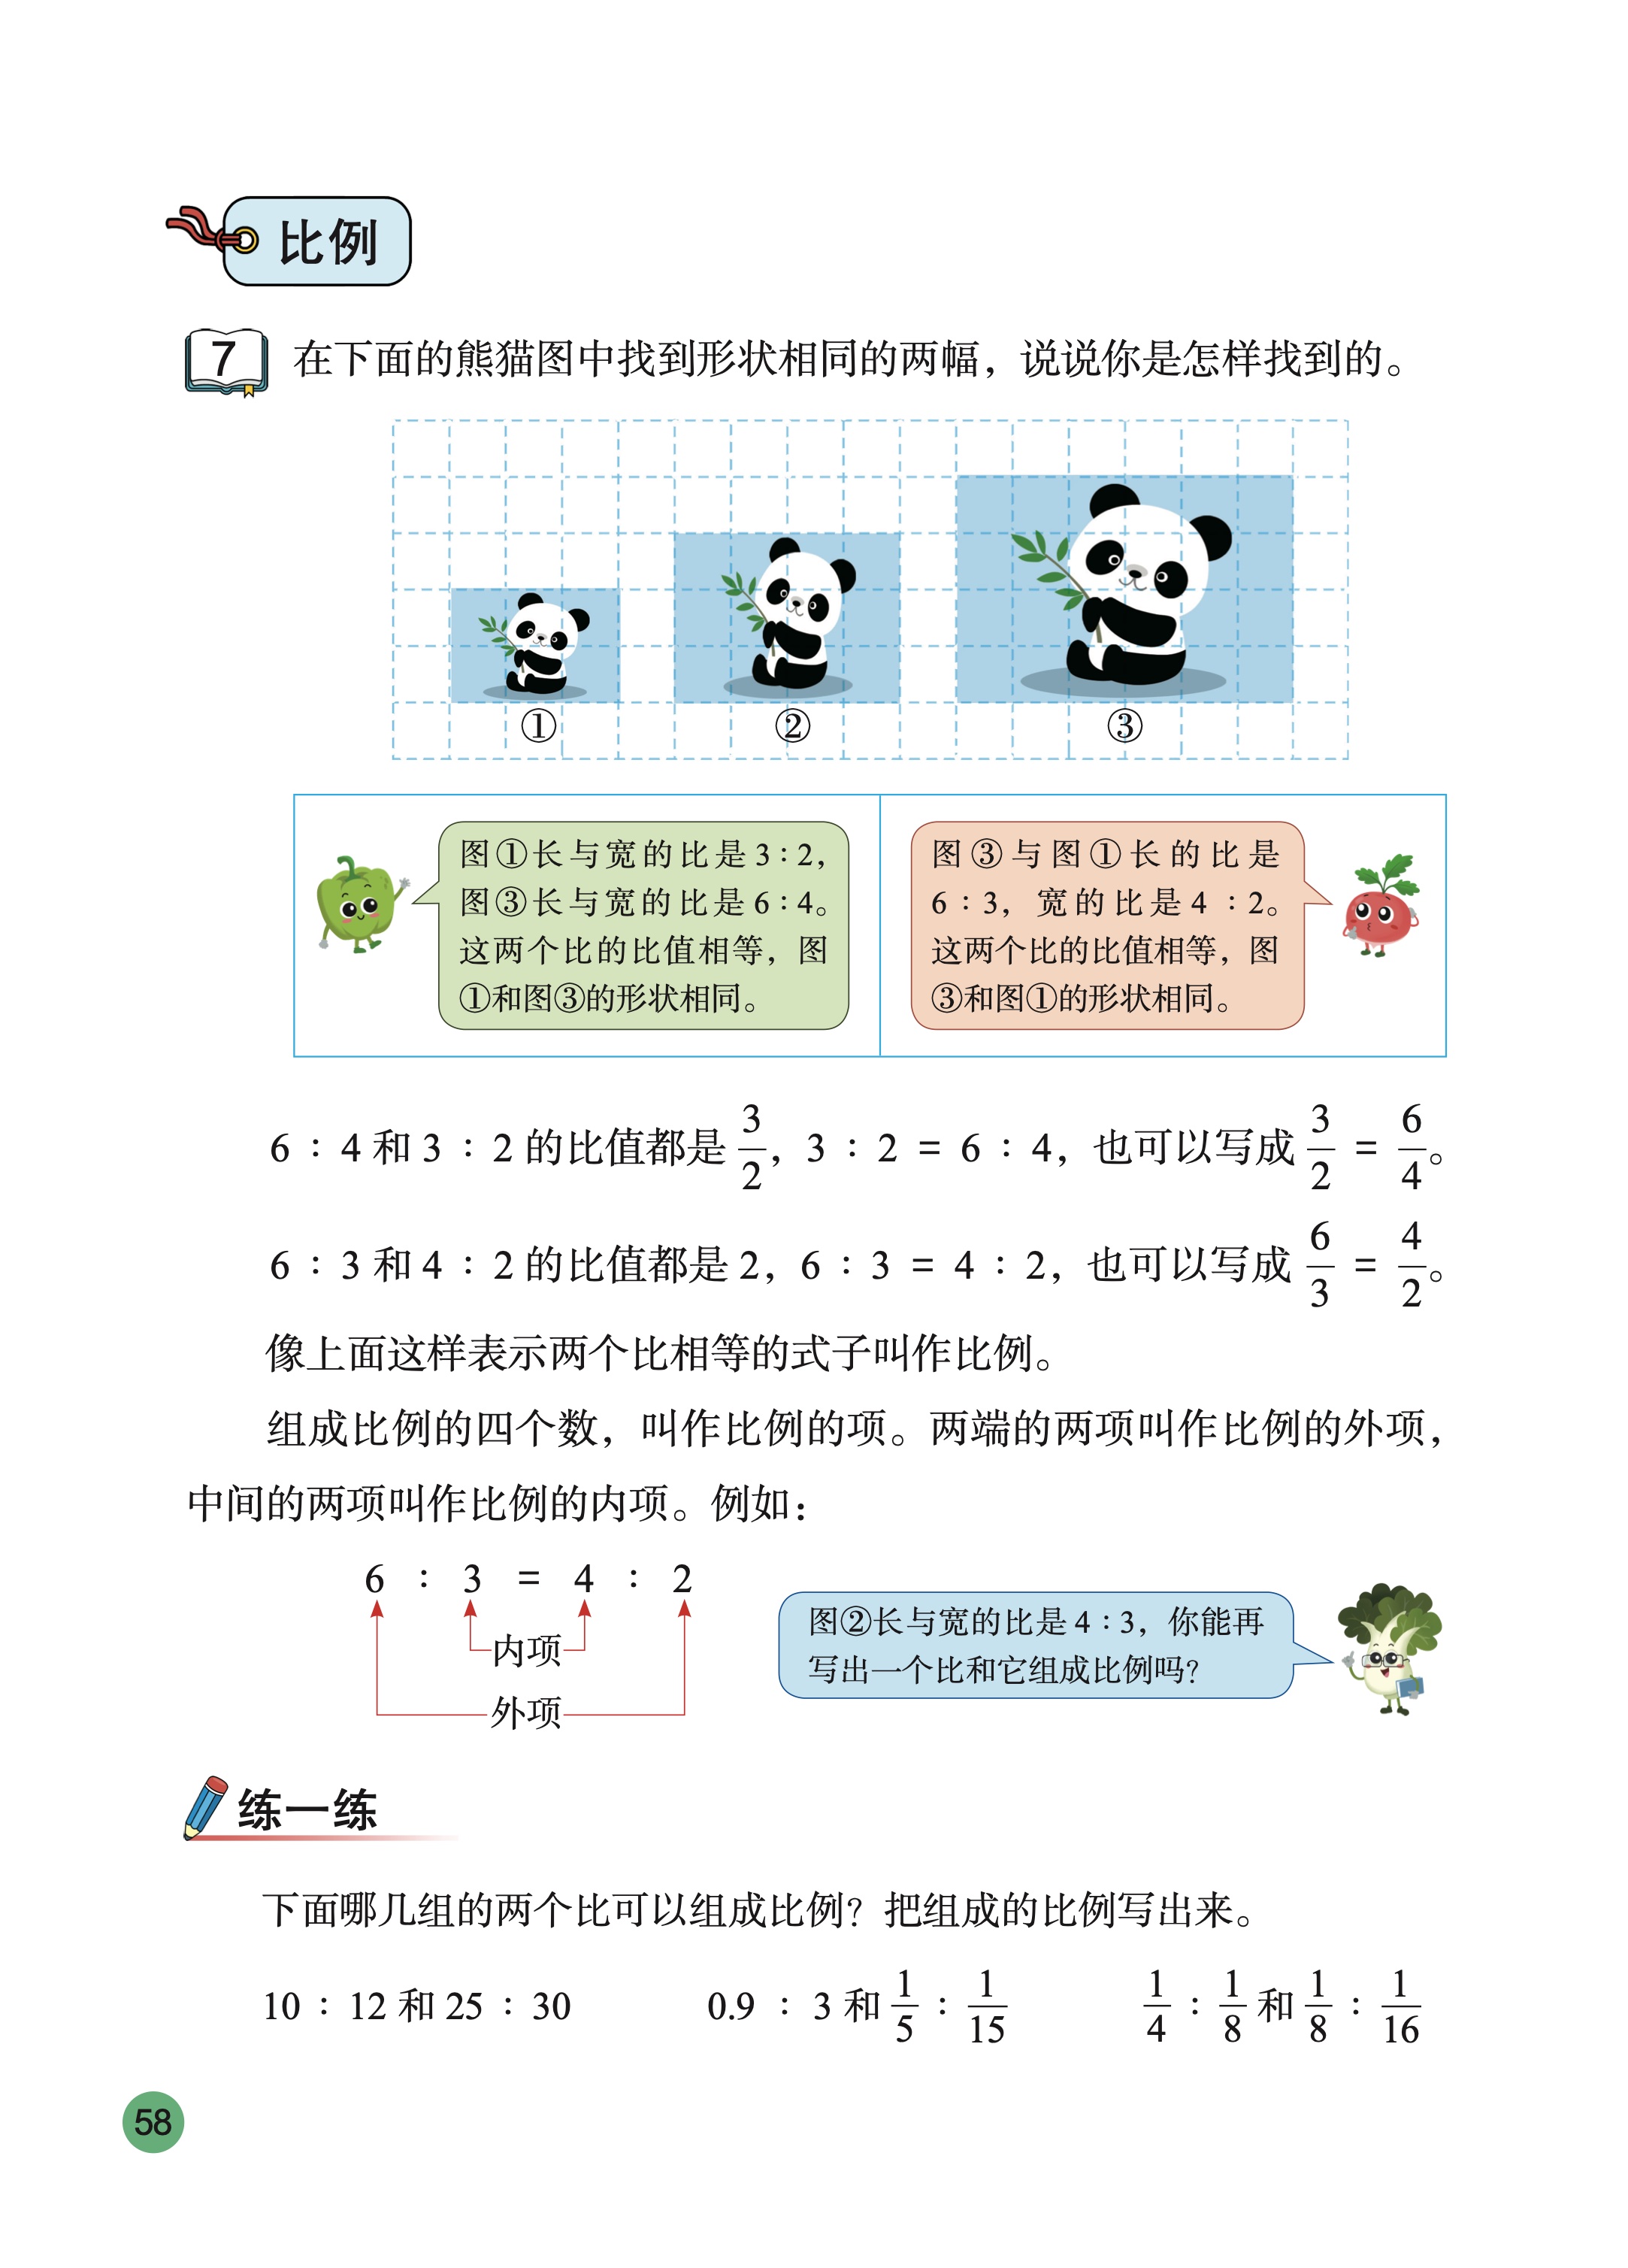 比例
7 在下面的熊猫图中找到形状相同的两幅，说说你是怎样找到的。
① ② ③
图①长与宽的比是3∶2，
图③长与宽的比是6∶4。
这两个比的比值相等，图
①和图③的形状相同。
图③与图①长的比是
6∶3，宽的比是4∶2。
这两个比的比值相等，图
③和图①的形状相同。
6∶4和3∶2的比值都是3/2，3∶2=6∶4，也可以写成3/2=6/4。
6∶3和4∶2的比值都是2，6∶3=4∶2，也可以写成6/3=4/2。
像上面这样表示两个比相等的式子叫作比例。
组成比例的四个数，叫作比例的项。两端的两项叫作比例的外项，
中间的两项叫作比例的内项。例如：
6∶3=4∶2
内项
外项
图②长与宽的比是4∶3，你能再
写出一个比和它组成比例吗？
练一练
下面哪几组的两个比可以组成比例？把组成的比例写出来。
10∶12和25∶30 0.9∶3和1/5∶1/15 1/4∶1/8和1/8∶1/16
58